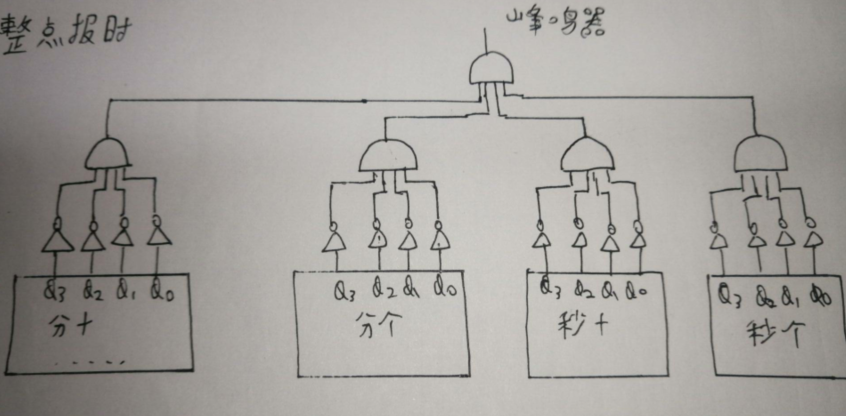 整点报时
峰鸣器
Q3 Q2 Q1 Q0
分十
Q3 Q2 Q1 Q0
分个
Q3 Q2 Q1 Q0
秒十
Q3 Q2 Q1 Q0
秒个